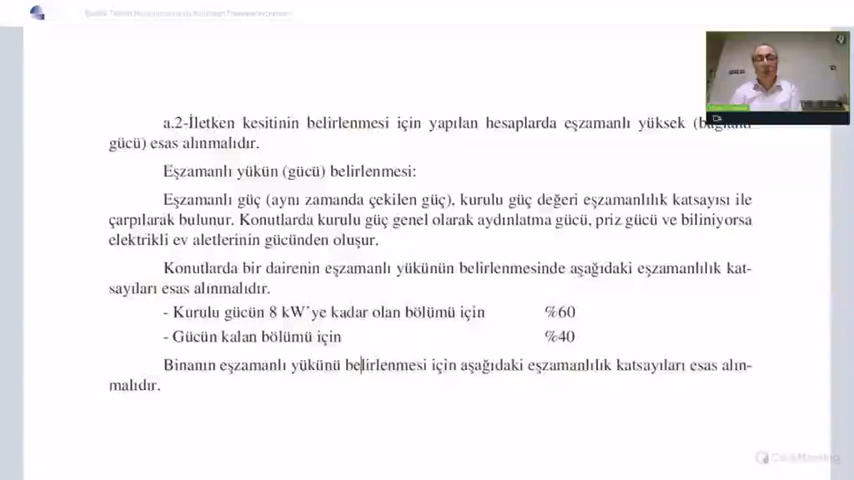 a.2-İletken kesitinin belirlenmesi için yapılan hesaplarda eşzamanlı yüksek
gücü) esas alınmalıdır.
Eşzamanlı yükün (gücü) belirlenmesi:
Eşzamanlı güç (aynı zamanda çekilen güç), kurulu güç değeri eşzamanlılık katsayısı ile
çarpılarak bulunur. Konutlarda kurulu güç genel olarak aydınlatma gücü, priz gücü ve biliniyorsa
elektrikli ev aletlerinin gücünden oluşur.
Konutlarda bir dairenin eşzamanlı yükünün belirlenmesinde aşağıdaki eşzamanlılık kat-
sayıları esas alınmalıdır.
- Kurulu gücün 8 kW'ye kadar olan bölümü için %60
- Gücün kalan bölümü için %40
Binanın eşzamanlı yükünü belirlenmesi için aşağıdaki eşzamanlılık katsayıları esas alın-
malıdır.